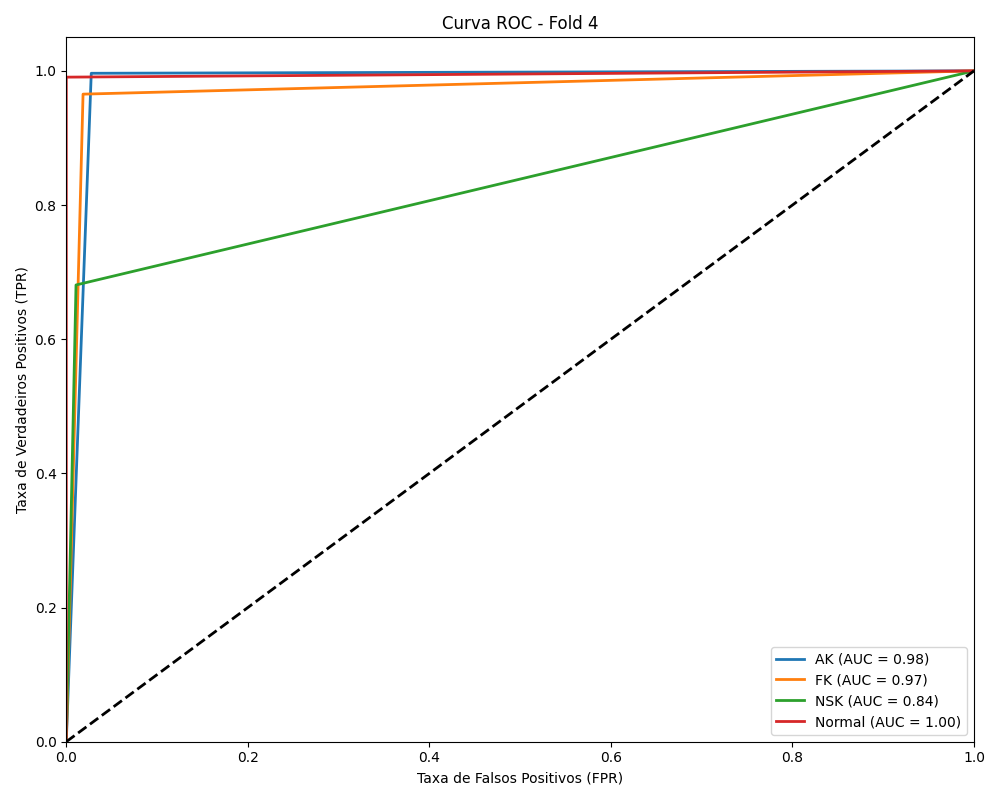 Curva ROC - Fold 4
Taxa de Verdadeiros Positivos (TPR)
1.0
0.8
0.6
0.4
0.2
0.0
0.0 0.2 0.4 0.6 0.8 1.0
Taxa de Falsos Positivos (FPR)
AK (AUC = 0.98)
FK (AUC = 0.97)
NSK (AUC = 0.84)
Normal (AUC = 1.00)